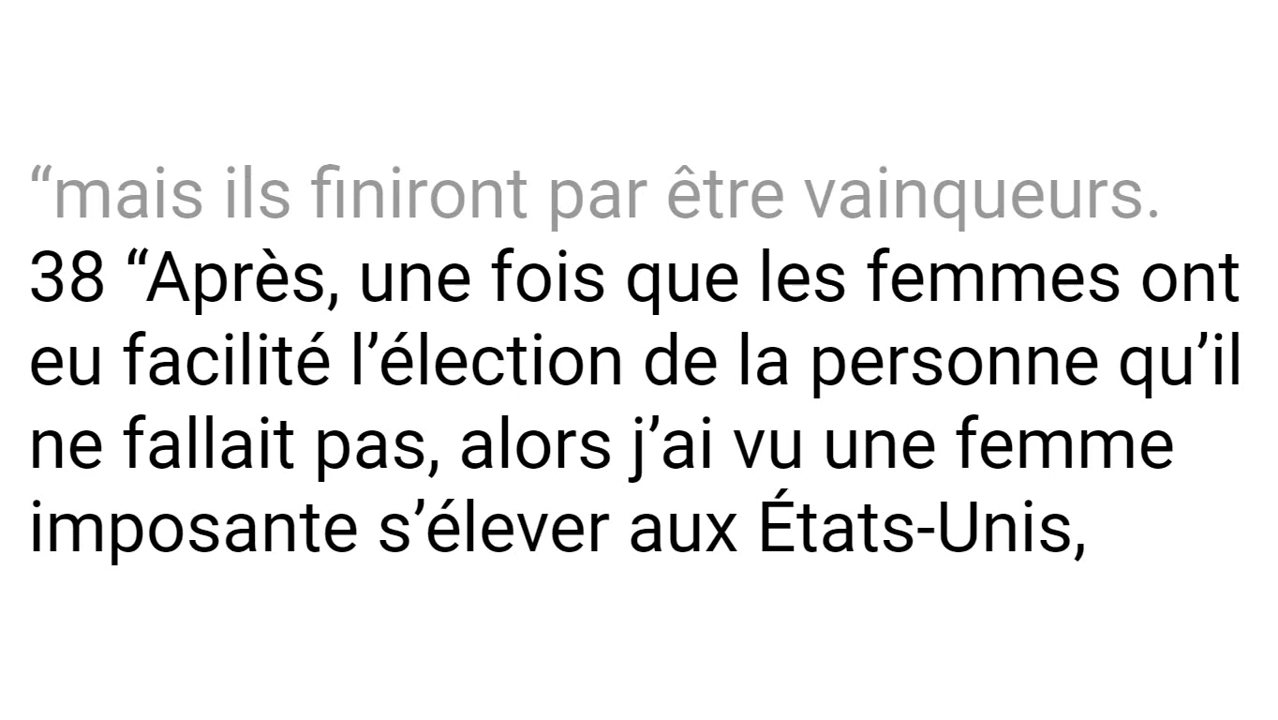 “mais ils finiront par être vainqueurs.
38 “Après, une fois que les femmes ont
eu facilité l’élection de la personne qu’il
ne fallait pas, alors j’ai vu une femme
imposante s’élever aux États-Unis,